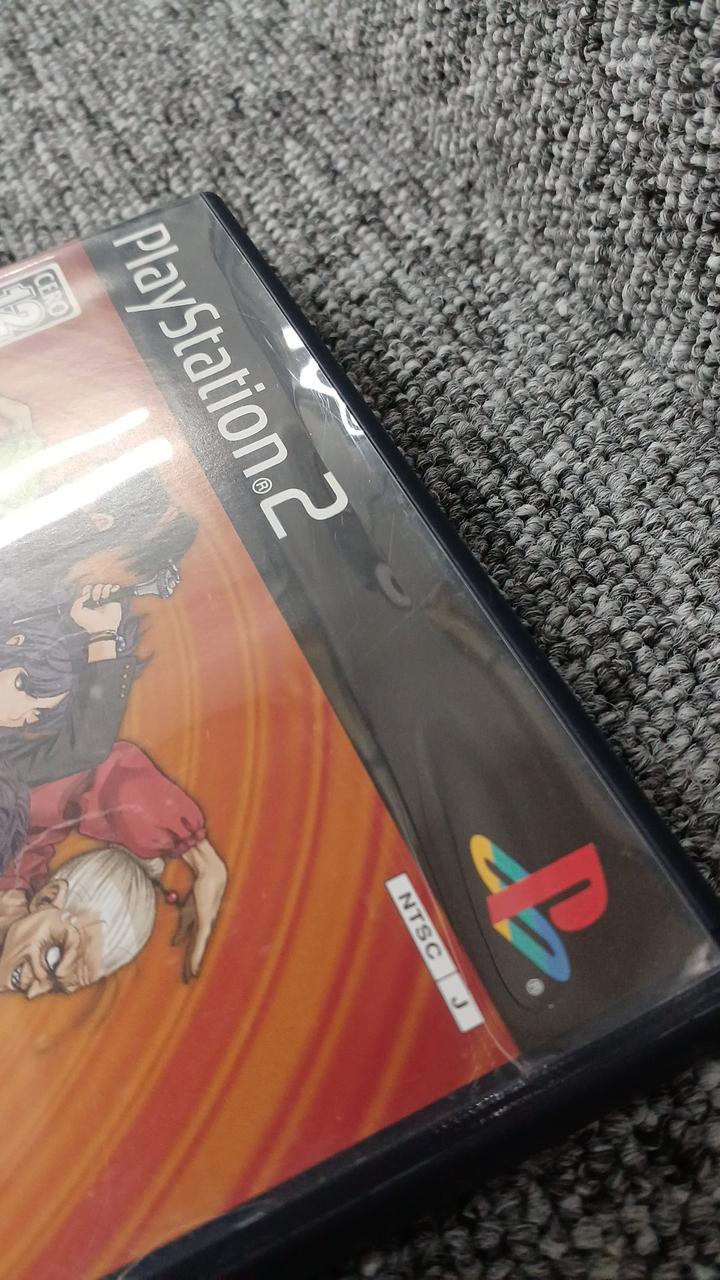 PlayStation®2
CERO
12
NTSC J
®